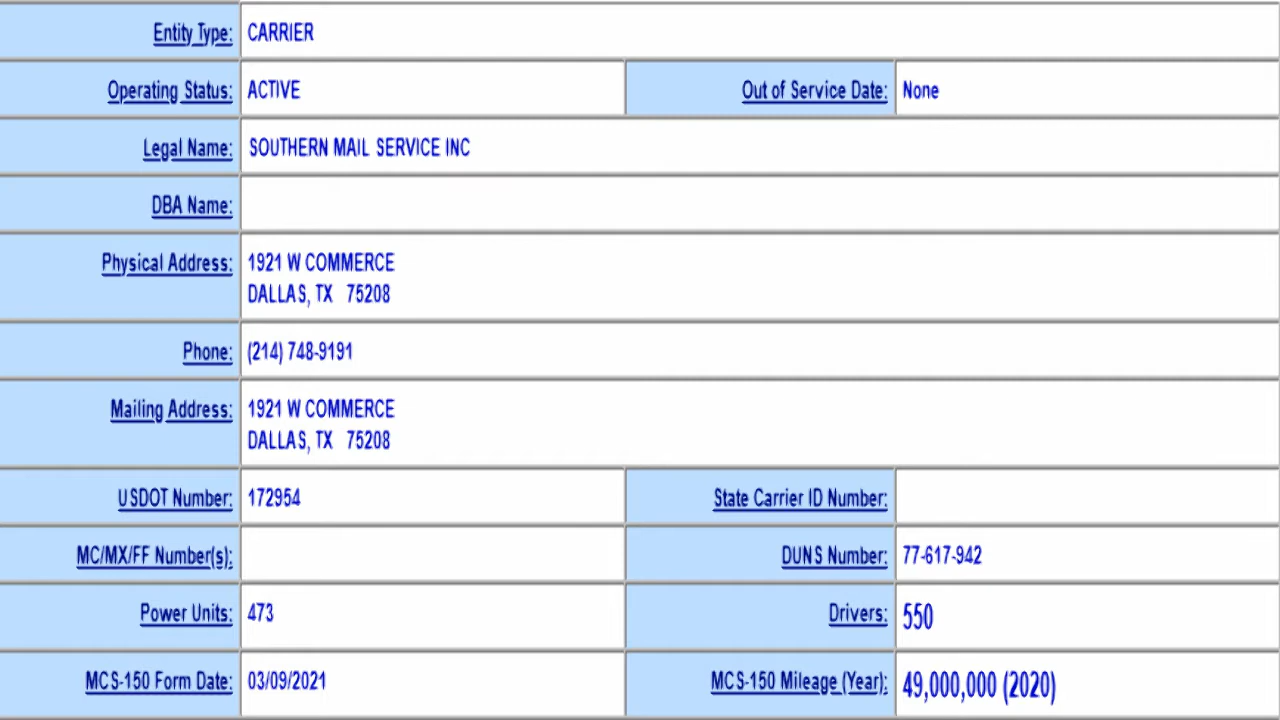 Entity Type: CARRIER
Operating Status: ACTIVE Out of Service Date: None
Legal Name: SOUTHERN MAIL SERVICE INC
DBA Name:
Physical Address: 1921 W COMMERCE
DALLAS, TX 75208
Phone: (214) 748-9191
Mailing Address: 1921 W COMMERCE
DALLAS, TX 75208
USDOT Number: 172954 State Carrier ID Number:
MC/MX/FF Number(s): DUNS Number: 77-617-942
Power Units: 473 Drivers: 550
MCS-150 Form Date: 03/09/2021 MCS-150 Mileage (Year): 49,000,000 (2020)